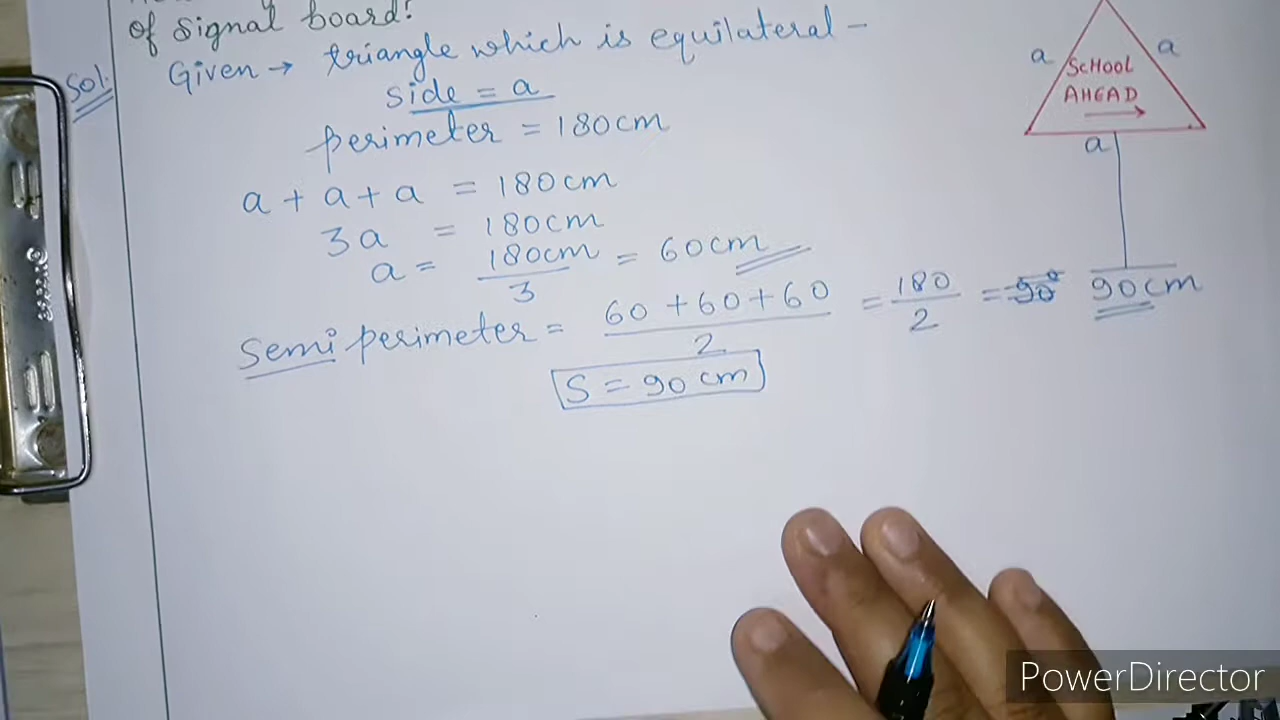 of signal board?
Sol.
Given → triangle which is equilateral –
side = a
perimeter = 180cm
a + a + a = 180cm
3a = 180cm
a = 180cm / 3 = 60cm
Semi perimeter = 60 + 60 + 60 / 2 = 180 / 2 = 90° 90cm
S = 90 cm
a
a
SCHOOL
AHEAD
a
PowerDirector